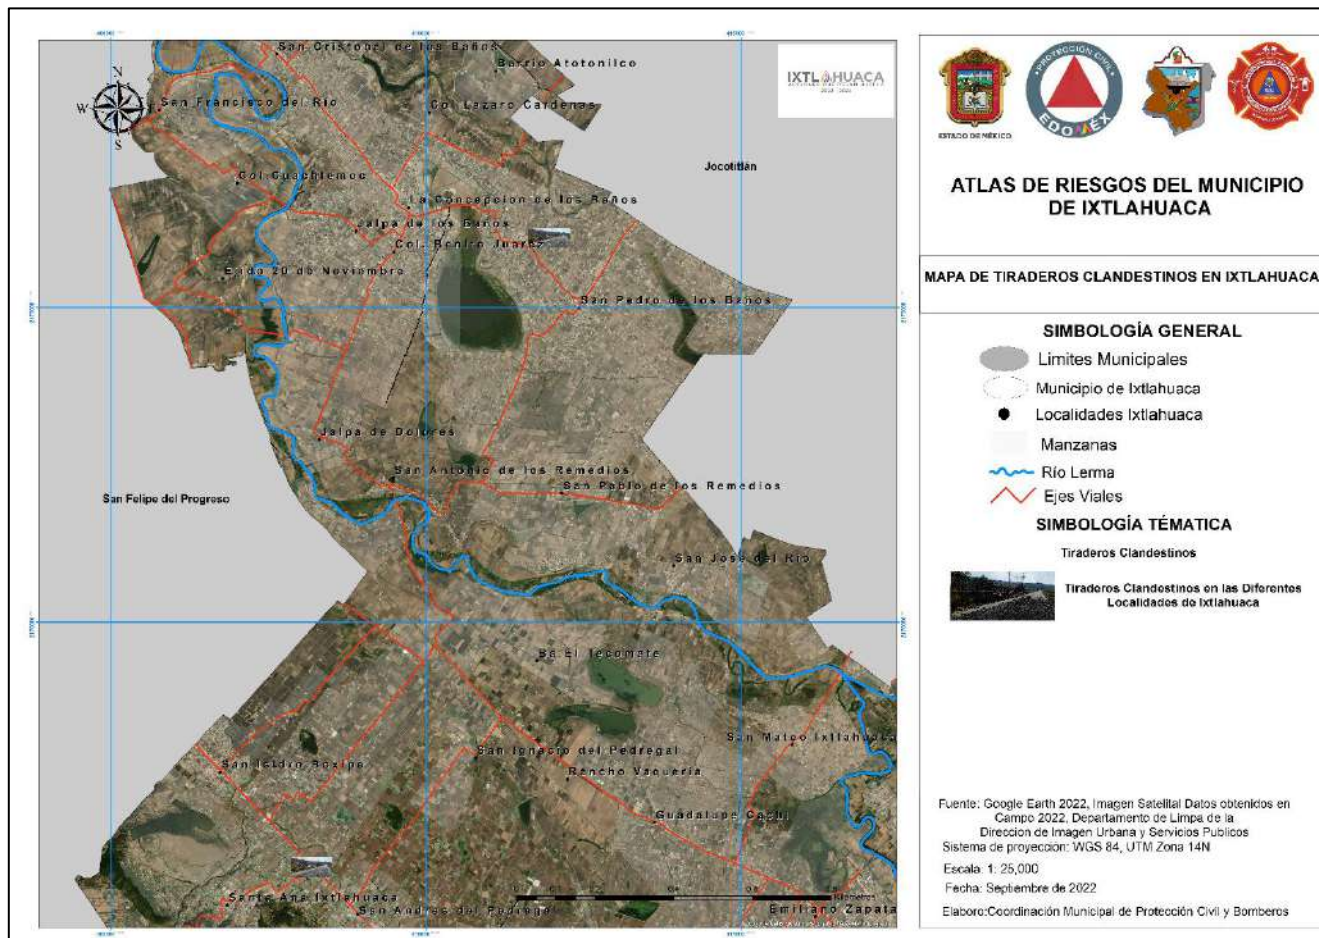 San Cristobal de los Baños
Barrio Atotonilco
IXTLAHUACA
N
W
S
San Francisco del Rio
Col Lazaro Cardenas
Jocotitlán
Col. Cuauhtemoc
La Concepcion de los Baños
Jalpa de los Baños
Col. Benito Juarez
Ejido 20 de Noviembre
San Pedro de los Baños
Jalpa de Dolores
San Antonio de los Remedios
San Pablo de los Remedios
San Felipe del Progreso
San José del Rio
Ba El Tecomate
San Mateo Ixtlahuaca
San Ignacio del Pedregal
San Isidro Boxipe
Rancho Vaqueria
Guadalupe Cachi
Santa Ana Ixtlahuaca
San Andres del Pedregal
Emiliano Zapata
Kilometros
ESTADO DE MÉXICO
PROTECCIÓN CIVIL
EDOMÉX
ATLAS DE RIESGOS DEL MUNICIPIO
DE IXTLAHUACA
MAPA DE TIRADEROS CLANDESTINOS EN IXTLAHUACA
SIMBOLOGÍA GENERAL
Limites Municipales
Municipio de Ixtlahuaca
Localidades Ixtlahuaca
Manzanas
Río Lerma
Ejes Viales
SIMBOLOGÍA TÉMATICA
Tiraderos Clandestinos
Tiraderos Clandestinos en las Diferentes
Localidades de Ixtlahuaca
Fuente: Google Earth 2022, Imagen Satelital Datos obtenidos en
Campo 2022, Departamento de Limpa de la
Direccion de Imagen Urbana y Servicios Publicos
Sistema de proyección: WGS 84, UTM Zona 14N
Escala: 1: 25,000
Fecha: Septiembre de 2022
Elaboro:Coordinación Municipal de Protección Civil y Bomberos